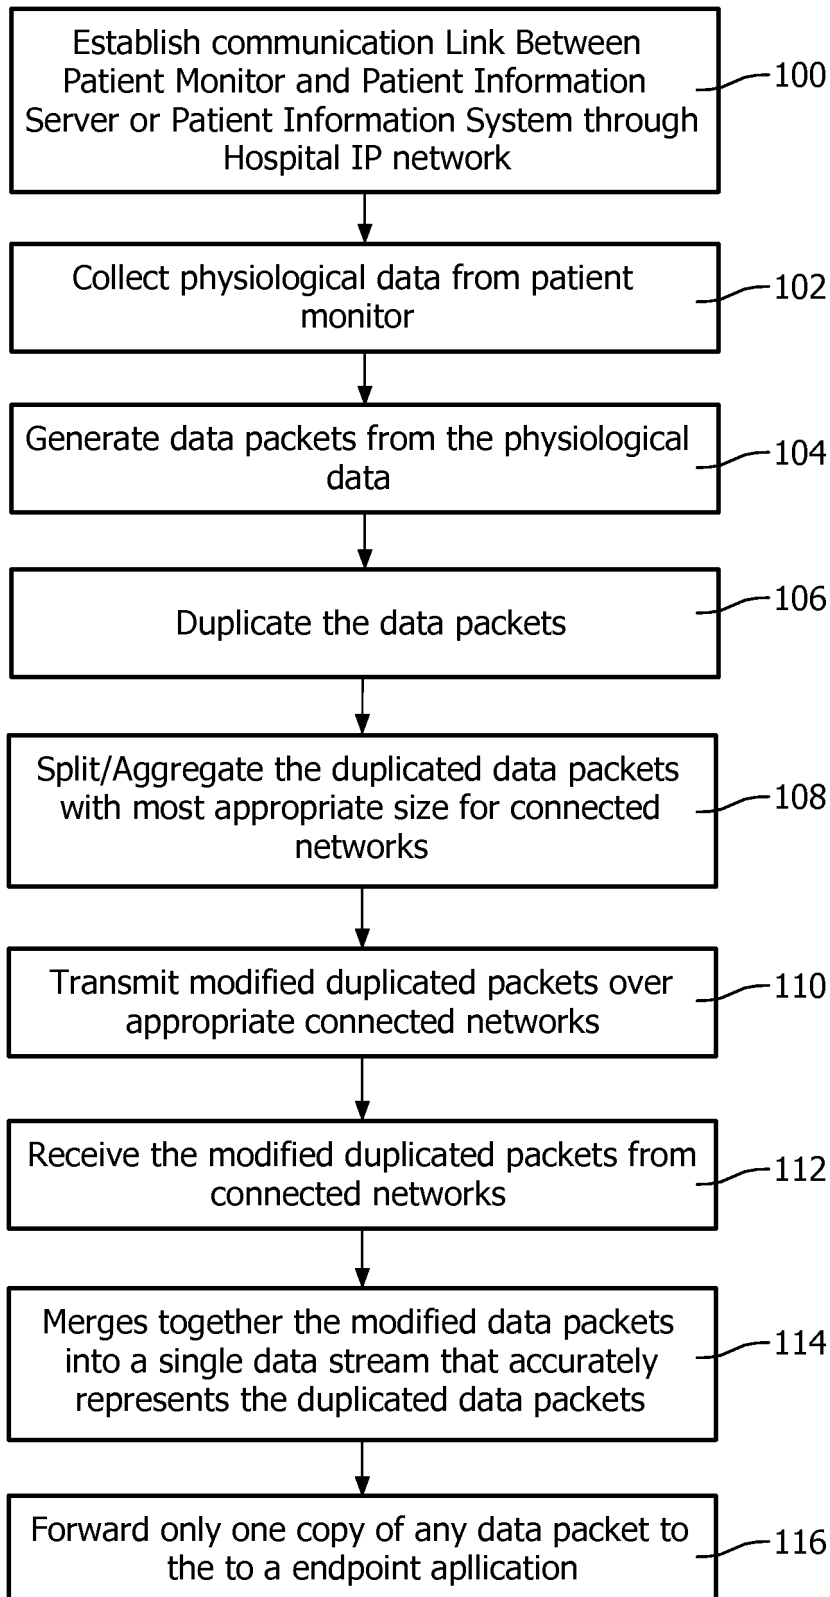 Establish communication Link Between
Patient Monitor and Patient Information
Server or Patient Information System through
Hospital IP network
100
Collect physiological data from patient
monitor
102
Generate data packets from the physiological
data
104
Duplicate the data packets
106
Split/Aggregate the duplicated data packets
with most appropriate size for connected
networks
108
Transmit modified duplicated packets over
appropriate connected networks
110
Receive the modified duplicated packets from
connected networks
112
Merges together the modified data packets
into a single data stream that accurately
represents the duplicated data packets
114
Forward only one copy of any data packet to
the to a endpoint apllication
116